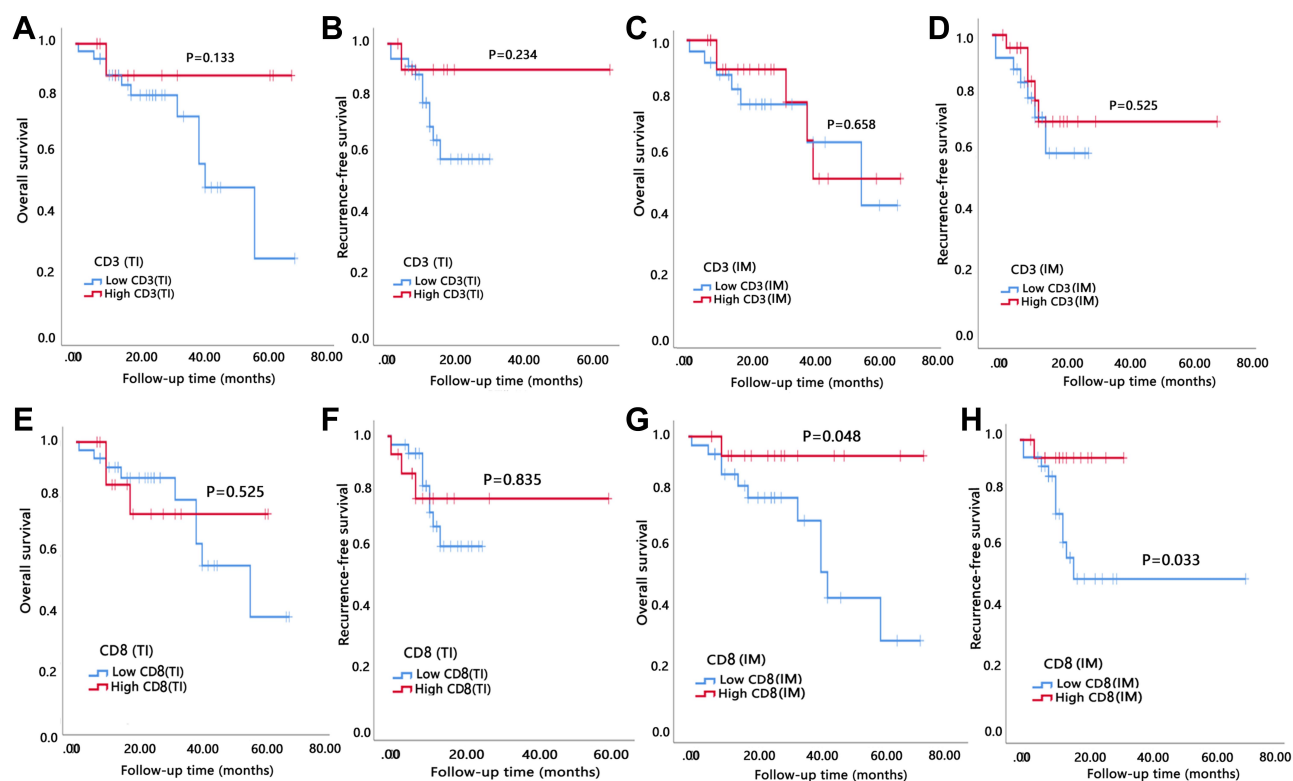 A
Overall survival
1.0
0.8
0.6
0.4
0.2
0.0
P=0.133
CD3 (TI)
Low CD3(TI)
High CD3(TI)
.00 20.00 40.00 60.00 80.00
Follow-up time (months)
B
Recurrence-free survival
1.0
0.8
0.6
0.4
0.2
0.0
P=0.234
CD3 (TI)
Low CD3(TI)
High CD3(TI)
.00 20.00 40.00 60.00
Follow-up time (months)
C
Overall survival
1.0
0.8
0.6
0.4
0.2
0.0
P=0.658
CD3 (IM)
Low CD3(IM)
High CD3(IM)
.00 20.00 40.00 60.00 80.00
Follow-up time (months)
D
Recurrence-free survival
1.0
0.8
0.6
0.4
0.2
0.0
P=0.525
CD3 (IM)
Low CD3(IM)
High CD3(IM)
.00 20.00 40.00 60.00 80.00
Follow-up time (months)
E
Overall survival
1.0
0.8
0.6
0.4
0.2
0.0
P=0.525
CD8 (TI)
Low CD8(TI)
High CD8(TI)
.00 20.00 40.00 60.00 80.00
Follow-up time (months)
F
Recurrence-free survival
1.0
0.8
0.6
0.4
0.2
0.0
P=0.835
CD8 (TI)
Low CD8(TI)
High CD8(TI)
.00 20.00 40.00 60.00
Follow-up time (months)
G
Overall survival
1.0
0.8
0.6
0.4
0.2
0.0
P=0.048
CD8 (IM)
Low CD8(IM)
High CD8(IM)
.00 20.00 40.00 60.00 80.00
Follow-up time (months)
H
Recurrence-free survival
1.0
0.8
0.6
0.4
0.2
0.0
P=0.033
CD8 (IM)
Low CD8(IM)
High CD8(IM)
.00 20.00 40.00 60.00 80.00
Follow-up time (months)